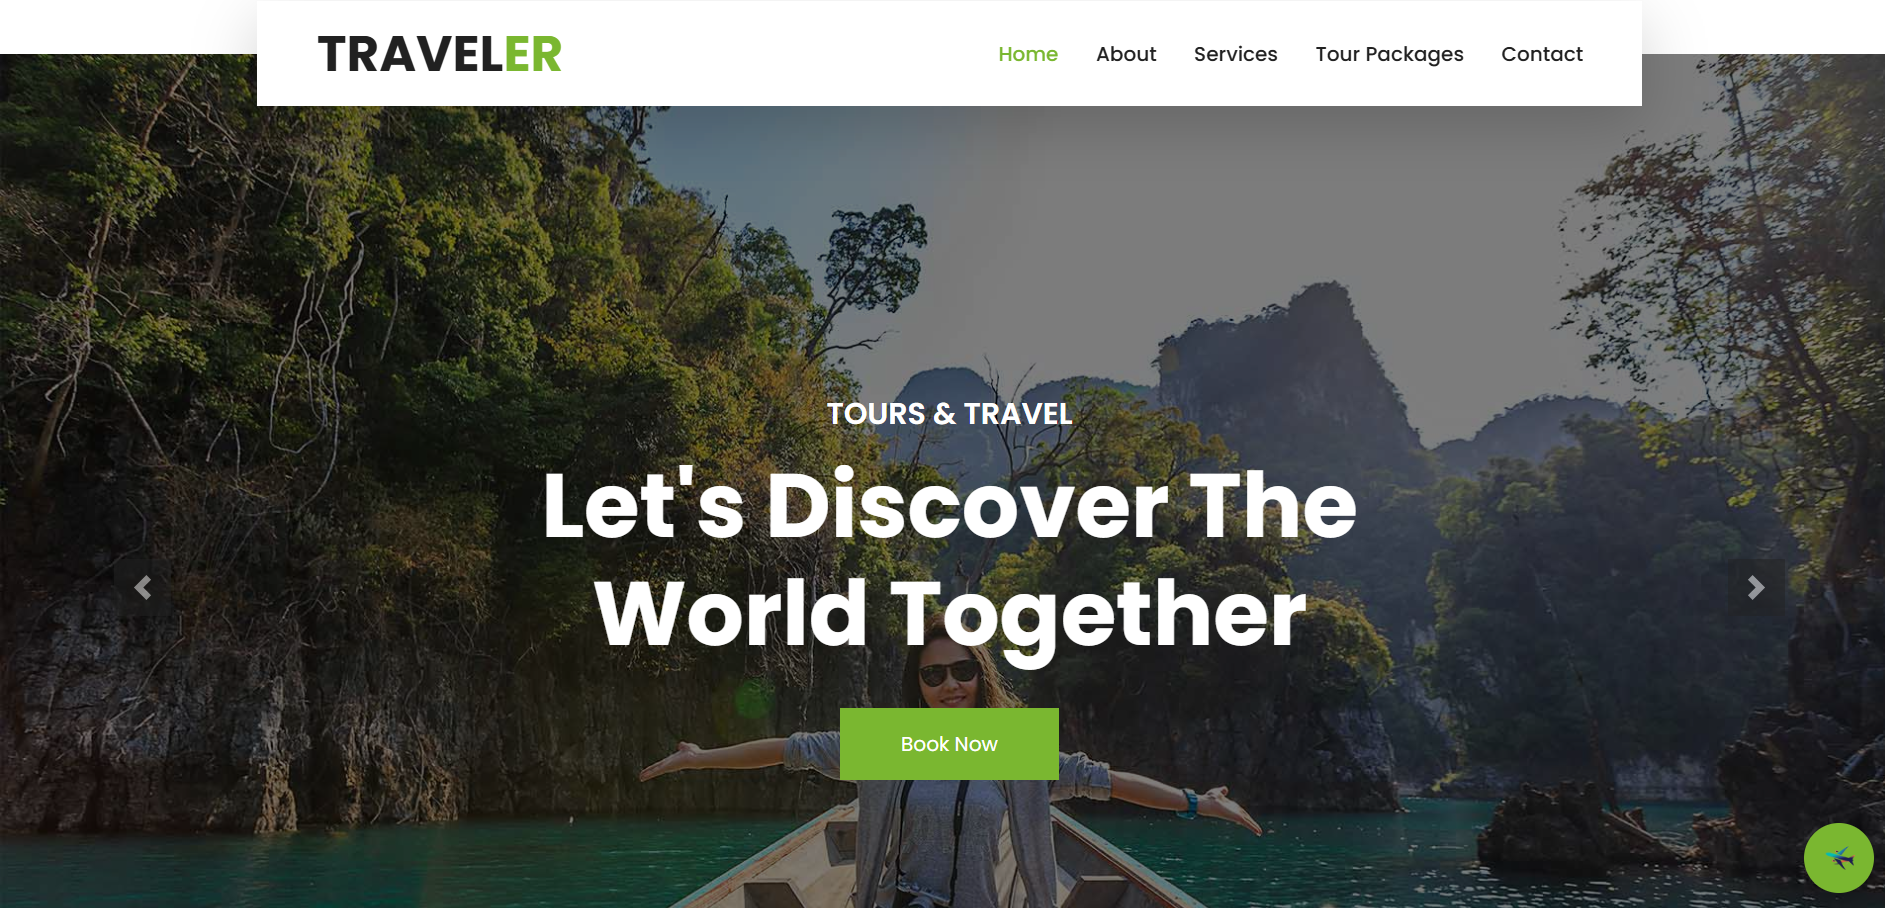 TRAVELER
Home About Services Tour Packages Contact
TOURS & TRAVEL
Let's Discover The
World Together
Book Now